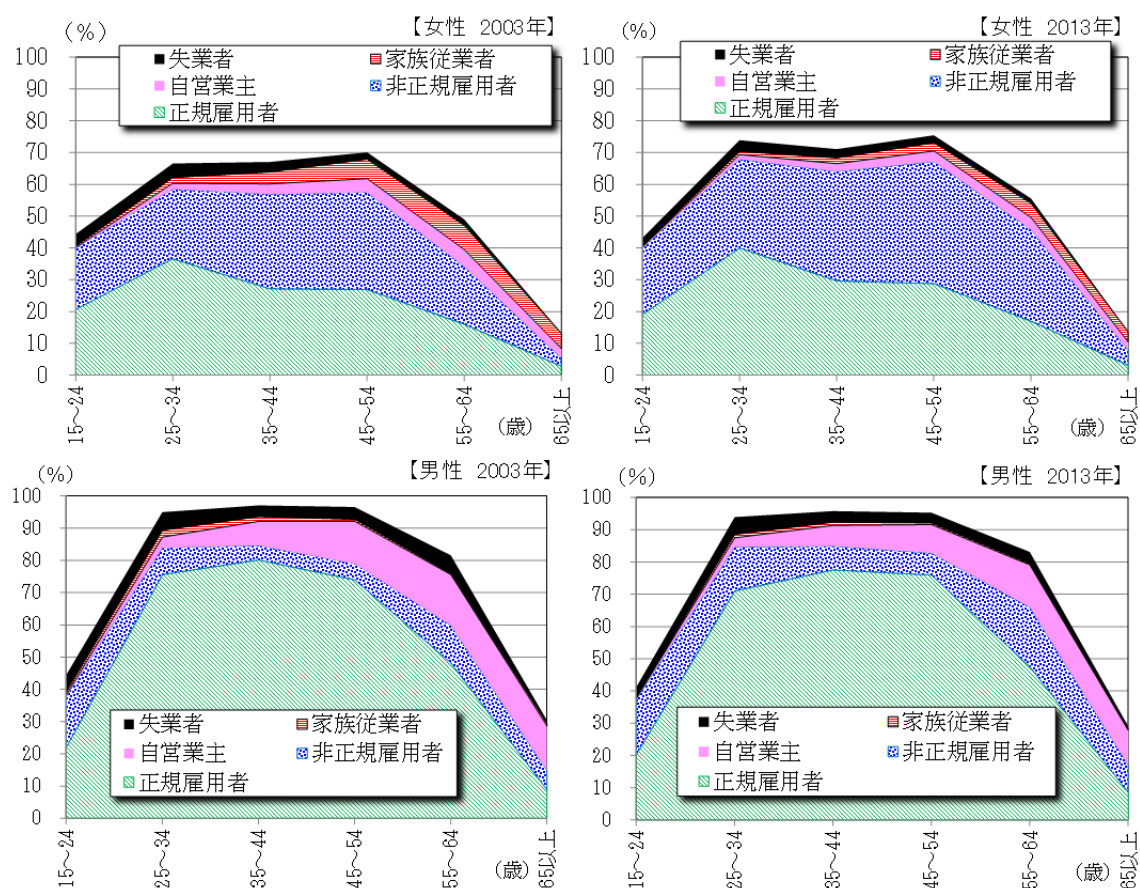 (%)
【女性 2003年】
失業者 家族従業者
自営業主 非正規雇用者
正規雇用者
100
90
80
70
60
50
40
30
20
10
0
15~24
25~34
35~44
45~54
55~64
65以上
(歳)
(%)
【女性 2013年】
失業者 家族従業者
自営業主 非正規雇用者
正規雇用者
100
90
80
70
60
50
40
30
20
10
0
15~24
25~34
35~44
45~54
55~64
65以上
(歳)
(%)
【男性 2003年】
100
90
80
70
60
50
40
30
20
10
0
失業者 家族従業者
自営業主 非正規雇用者
正規雇用者
15~24
25~34
35~44
45~54
55~64
65以上
(歳)
(%)
【男性 2013年】
100
90
80
70
60
50
40
30
20
10
0
失業者 家族従業者
自営業主 非正規雇用者
正規雇用者
15~24
25~34
35~44
45~54
55~64
65以上
(歳)